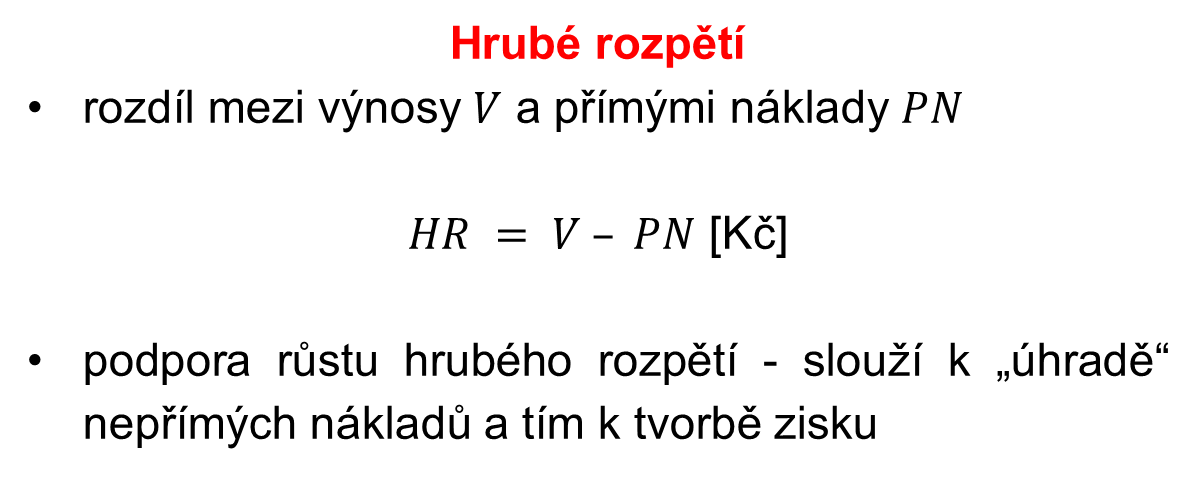 Hrubé rozpětí
• rozdíl mezi výnosy V a přímými náklady PN
HR = V – PN [Kč]
• podpora růstu hrubého rozpětí - slouží k „úhradě“
nepřímých nákladů a tím k tvorbě zisku